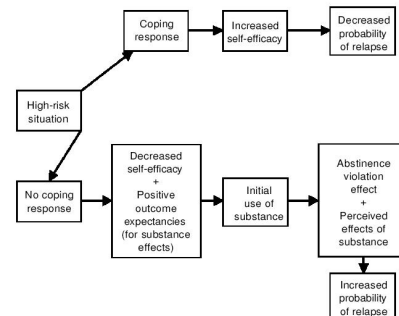 Coping
response
Increased
self-efficacy
Decreased
probability
of relapse
High-risk
situation
No coping
response
Decreased
self-efficacy
+
Positive
outcome
expectancies
(for substance
effects)
Initial
use of
substance
Abstinence
violation
effect
+
Perceived
effects of
substance
Increased
probability
of relapse